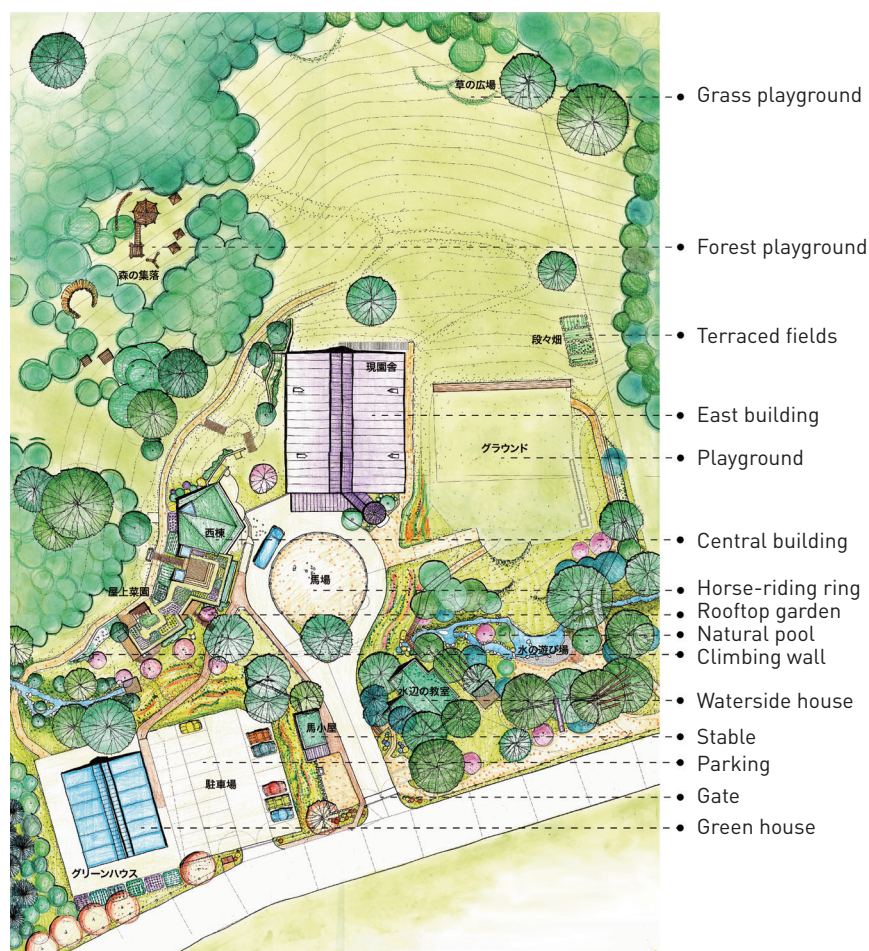 草の広場
Grass playground
Forest playground
森の集落
Terraced fields
段々畑
現園舎
East building
グラウンド
Playground
西棟
Central building
馬場
Horse-riding ring
屋上菜園
Rooftop garden
Natural pool
水の遊び場
Climbing wall
水辺の教室
Waterside house
馬小屋
Stable
Parking
駐車場
Gate
Green house
グリーンハウス